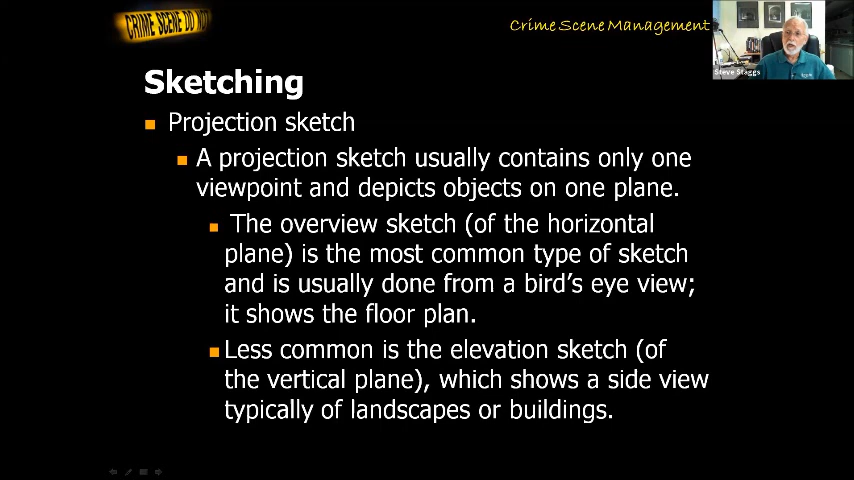 CRIME SCENE DO NOT
Crime Scene Management
Steve Staggs
Sketching
Projection sketch
A projection sketch usually contains only one
viewpoint and depicts objects on one plane.
The overview sketch (of the horizontal
plane) is the most common type of sketch
and is usually done from a bird's eye view;
it shows the floor plan.
Less common is the elevation sketch (of
the vertical plane), which shows a side view
typically of landscapes or buildings.